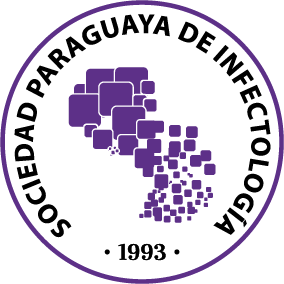 SOCIEDAD PARAGUAYA DE INFECTOLOGÍA
· 1993 ·